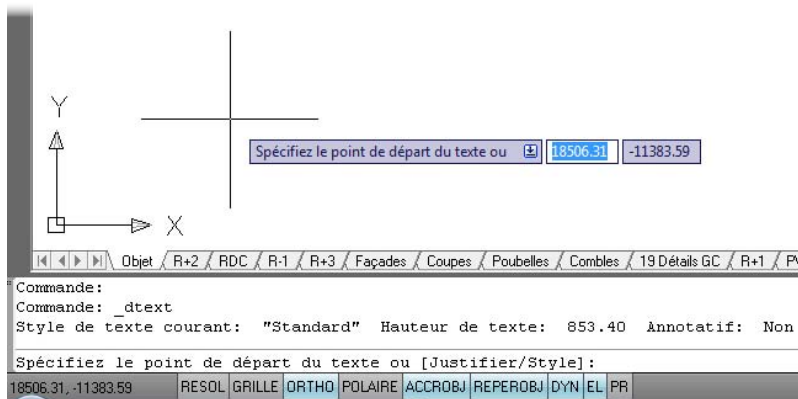 Y
Spécifiez le point de départ du texte ou 18506.31 -11383.59
X
Objet R+2 RDC R-1 R+3 Façades Coupes Poubelles Combles 19 Détails GC R+1
Commande:
Commande: _dtext
Style de texte courant: "Standard" Hauteur de texte: 853.40 Annotatif: Non
Spécifiez le point de départ du texte ou [Justifier/Style]:
18506.31, -11383.59 RESOL GRILLE ORTHO POLAIRE ACCROBJ REPEROBJ DYN EL PR